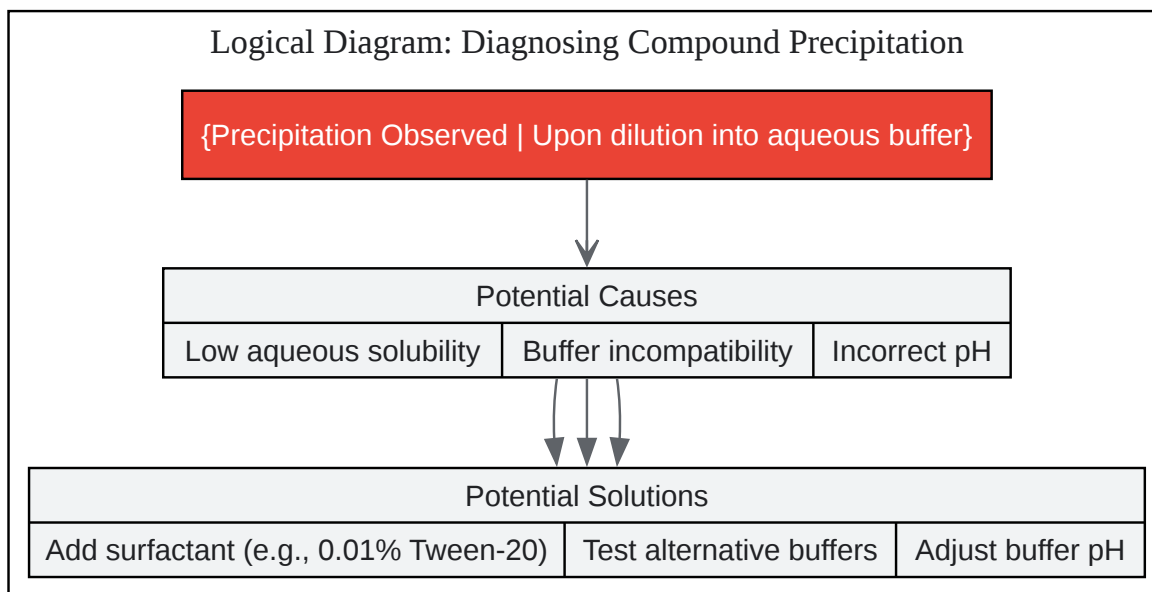 Logical Diagram: Diagnosing Compound Precipitation
{Precipitation Observed | Upon dilution into aqueous buffer}
Potential Causes
Low aqueous solubility
Buffer incompatibility
Incorrect pH
Potential Solutions
Add surfactant (e.g., 0.01% Tween-20)
Test alternative buffers
Adjust buffer pH